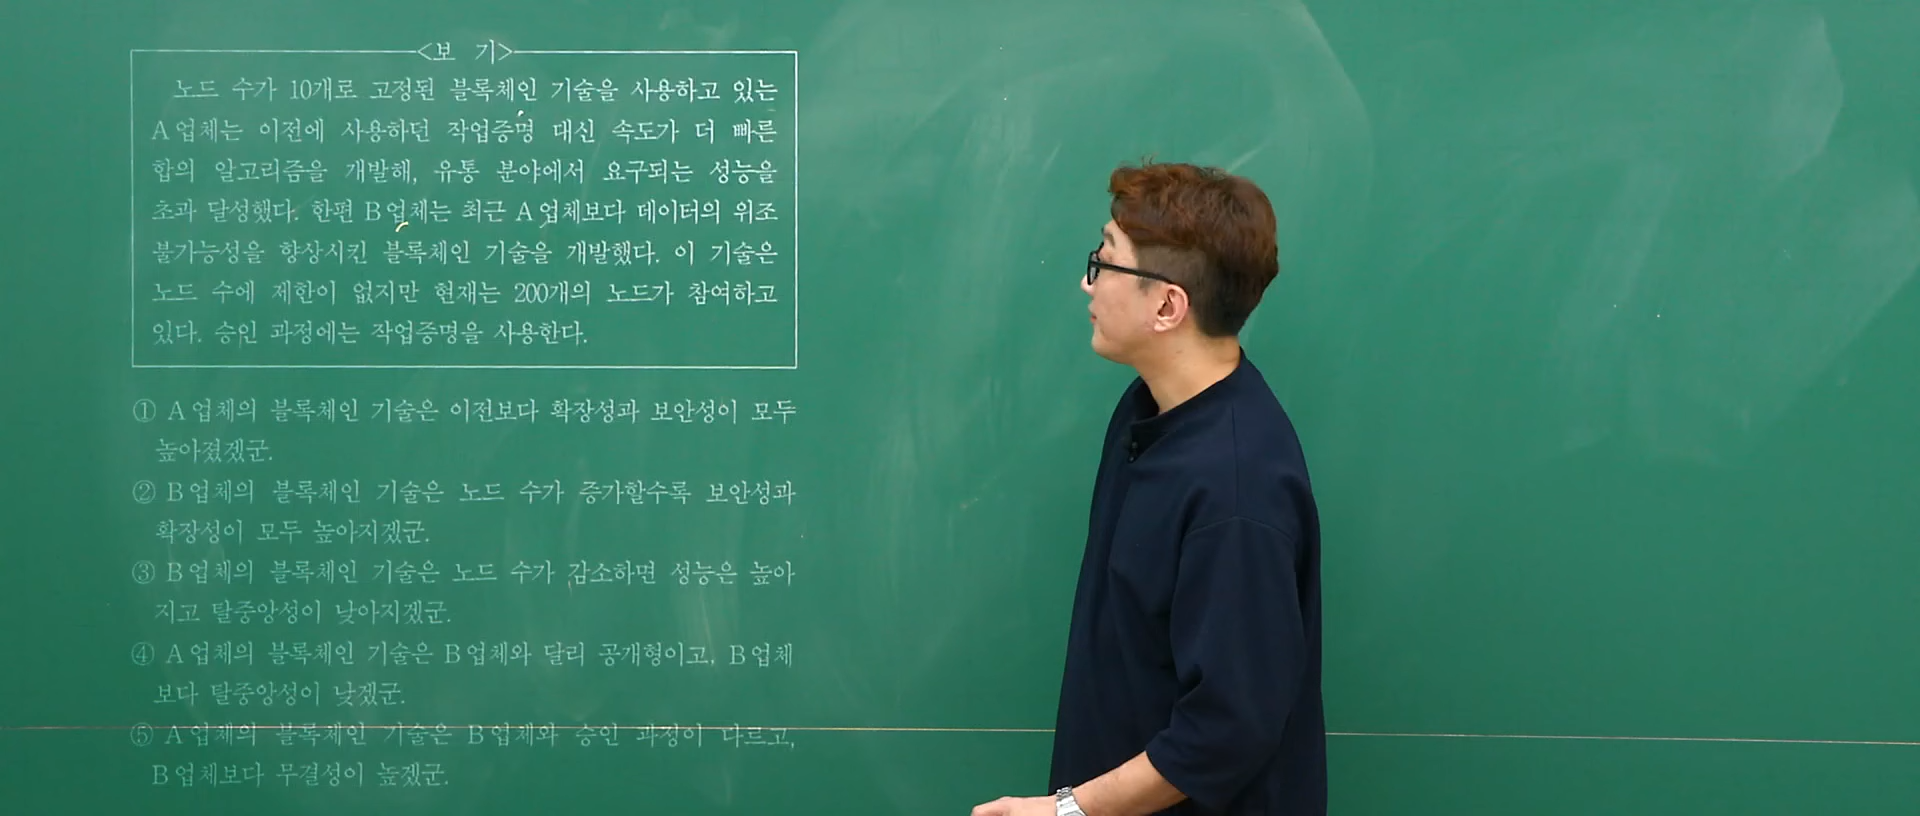 <보 기>
노드 수가 10개로 고정된 블록체인 기술을 사용하고 있는
A 업체는 이전에 사용하던 작업증명 대신 속도가 더 빠른
합의 알고리즘을 개발해, 유통 분야에서 요구되는 성능을
초과 달성했다. 한편 B 업체는 최근 A 업체보다 데이터의 위조
불가능성을 향상시킨 블록체인 기술을 개발했다. 이 기술은
노드 수에 제한이 없지만 현재는 200개의 노드가 참여하고
있다. 승인 과정에는 작업증명을 사용한다.
① A 업체의 블록체인 기술은 이전보다 확장성과 보안성이 모두
높아졌겠군.
② B 업체의 블록체인 기술은 노드 수가 증가할수록 보안성과
확장성이 모두 높아지겠군.
③ B 업체의 블록체인 기술은 노드 수가 감소하면 성능은 높아
지고 탈중앙성이 낮아지겠군.
④ A 업체의 블록체인 기술은 B 업체와 달리 공개형이고, B 업체
보다 탈중앙성이 낮겠군.
⑤ A 업체의 블록체인 기술은 B 업체와 승인 과정이 다르고,
B 업체보다 무결성이 높겠군.